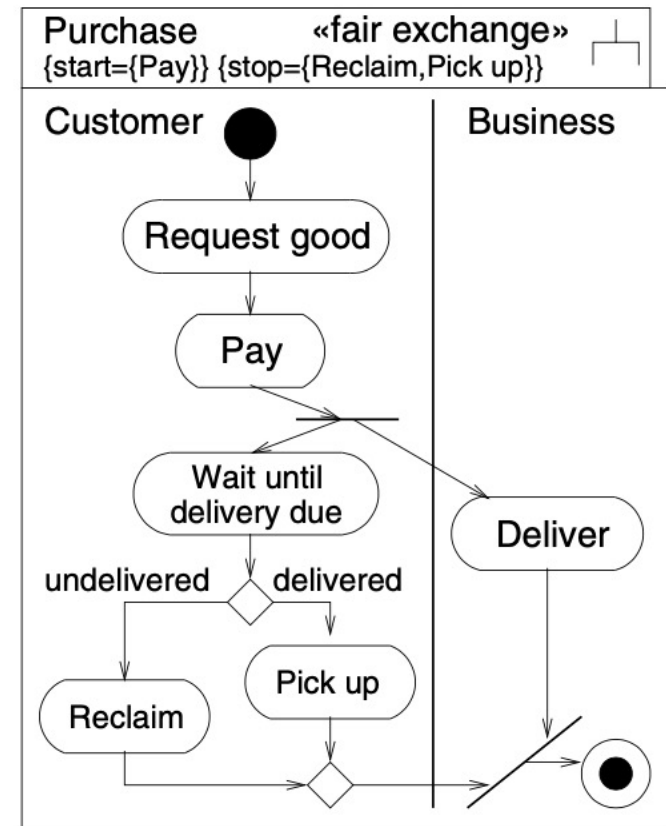 Purchase «fair exchange»
{start={Pay}} {stop={Reclaim,Pick up}}
Customer Business
Request good
Pay
Wait until
delivery due
Deliver
undelivered delivered
Pick up
Reclaim